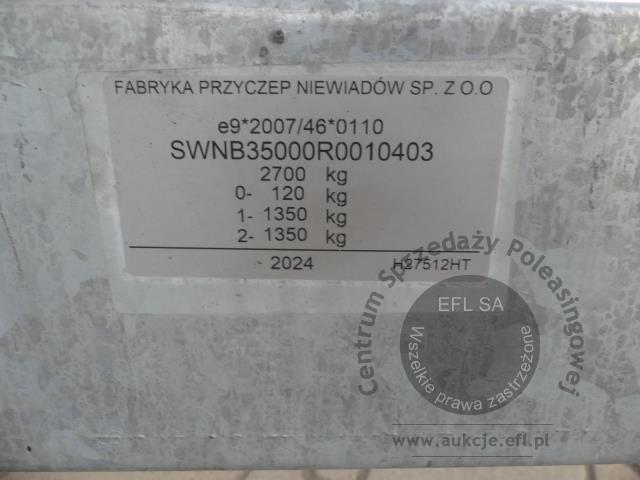 FABRYKA PRZYCZEP NIEWIADÓW SP. Z O.O
e9*2007/46*0110
SWNB35000R0010403
2700 kg
0- 120 kg
1- 1350 kg
2- 1350 kg
2024 H27512HT
Centrum Sprzedaży Poleasingowej
EFL SA
Wszelkie prawa zastrzeżone
www.aukcje.efl.pl